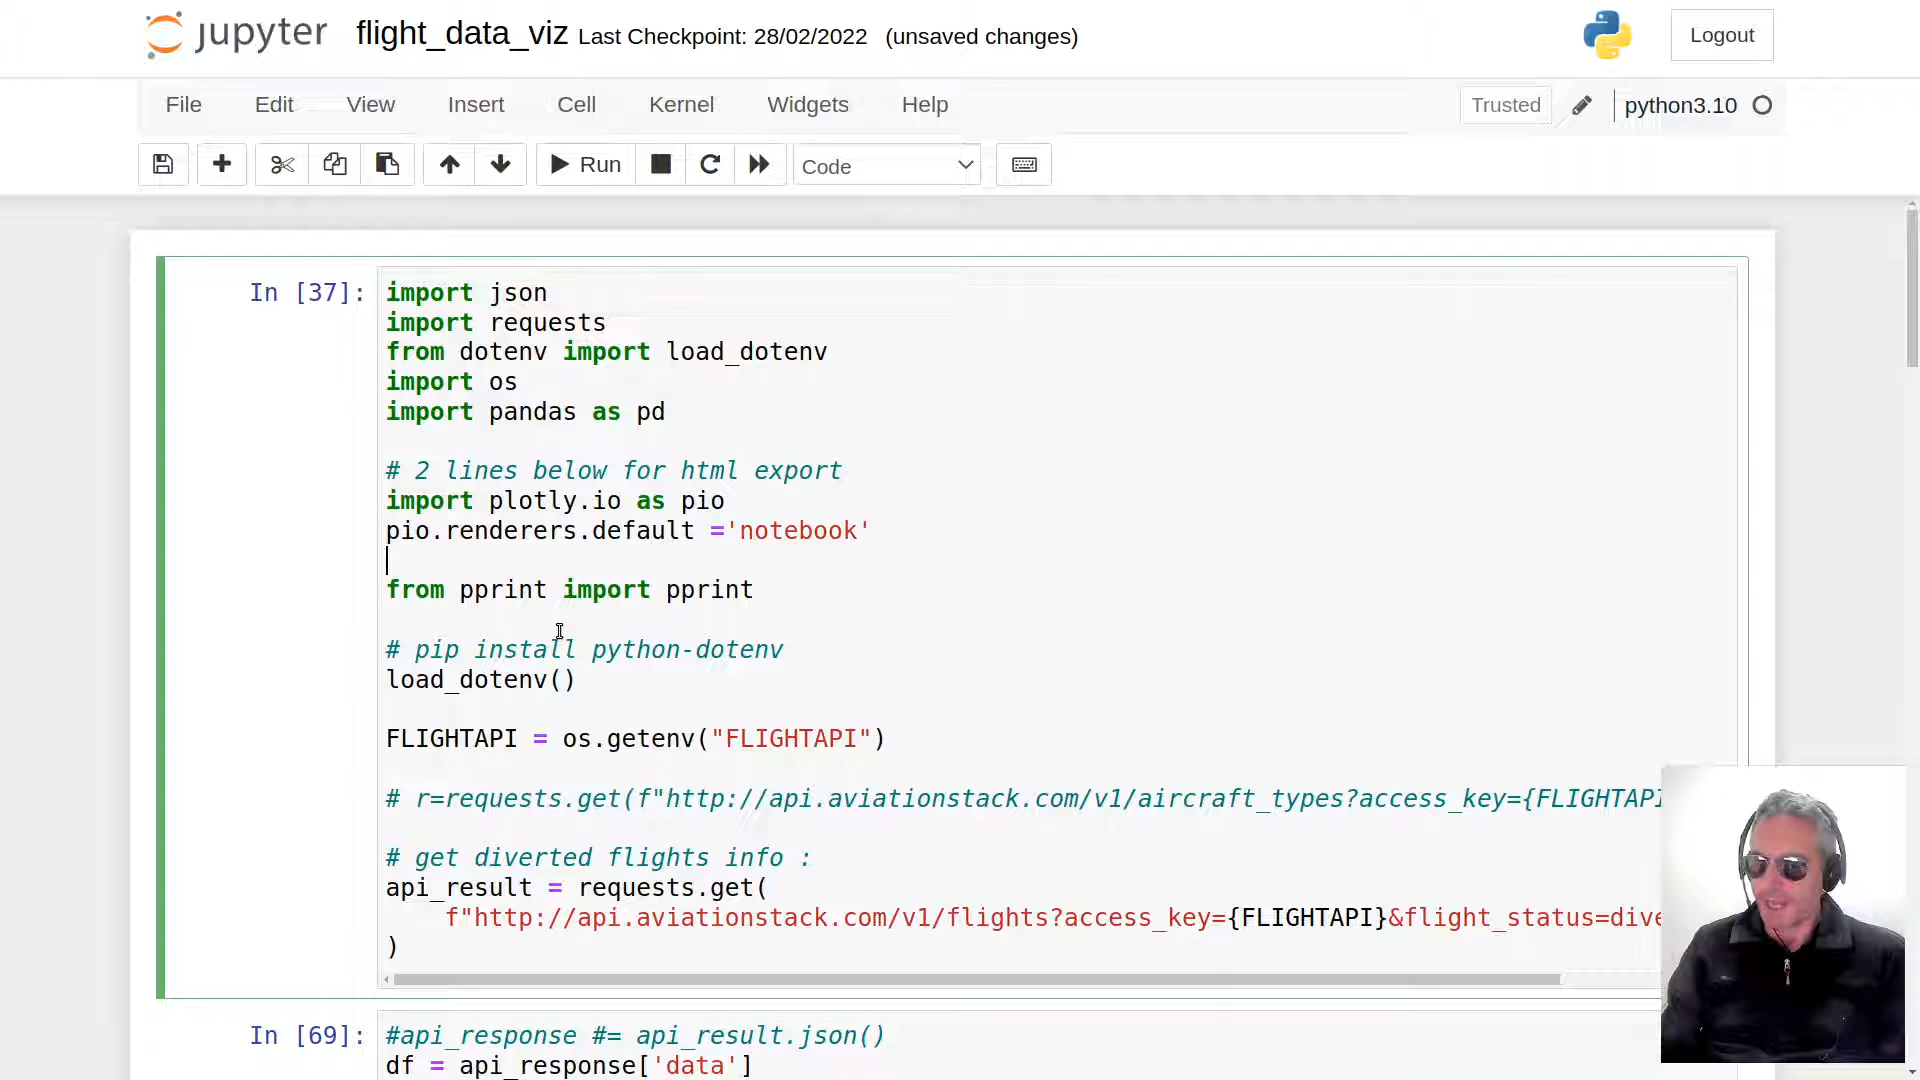 jupyter flight_data_viz Last Checkpoint: 28/02/2022 (unsaved changes) Logout
File Edit View Insert Cell Kernel Widgets Help Trusted python3.10
Run Code
In [37]: import json
import requests
from dotenv import load_dotenv
import os
import pandas as pd
# 2 lines below for html export
import plotly.io as pio
pio.renderers.default ='notebook'
from pprint import pprint
# pip install python-dotenv
load_dotenv()
FLIGHTAPI = os.getenv("FLIGHTAPI")
# r=requests.get(f"http://api.aviationstack.com/v1/aircraft_types?access_key={FLIGHTAPI
# get diverted flights info :
api_result = requests.get(
f"http://api.aviationstack.com/v1/flights?access_key={FLIGHTAPI}&flight_status=dive
)
In [69]: #api_response #= api_result.json()
df = api_response['data']